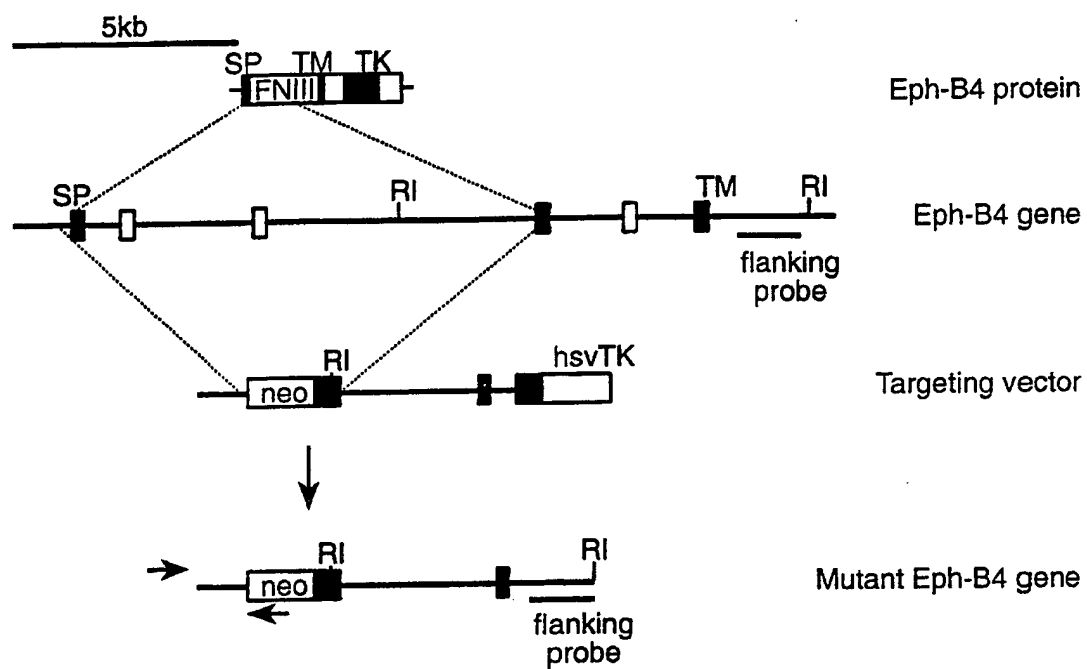 5kb
SP TM TK
FNIII
Eph-B4 protein
SP RI TM RI
Eph-B4 gene
flanking
probe
RI hsvTK
neo
Targeting vector
RI RI
neo
Mutant Eph-B4 gene
flanking
probe